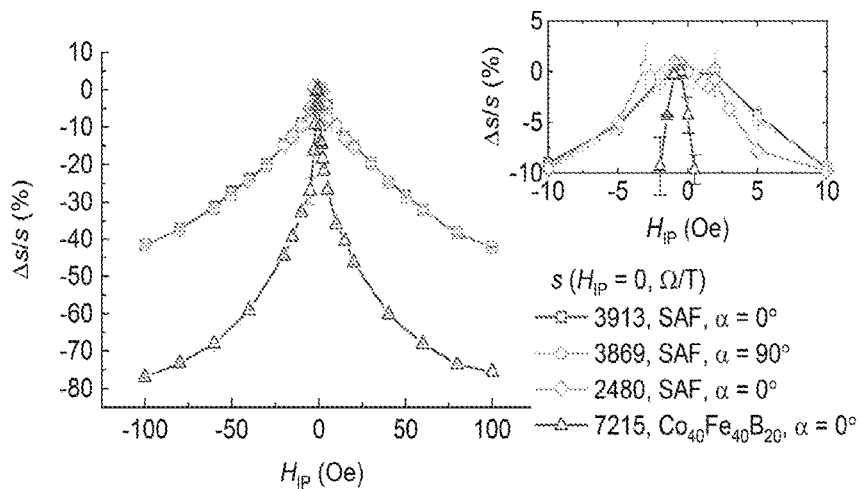 10
0
-10
-20
-30
-40
-50
-60
-70
-80
Δs/s (%)
-100 -50 0 50 100
H_IP (Oe)
5
0
-5
-10
Δs/s (%)
-10 -5 0 5 10
H_IP (Oe)
s (H_IP = 0, Ω/T)
3913, SAF, α = 0°
3869, SAF, α = 90°
2480, SAF, α = 0°
7215, Co₄₀Fe₄₀B₂₀, α = 0°